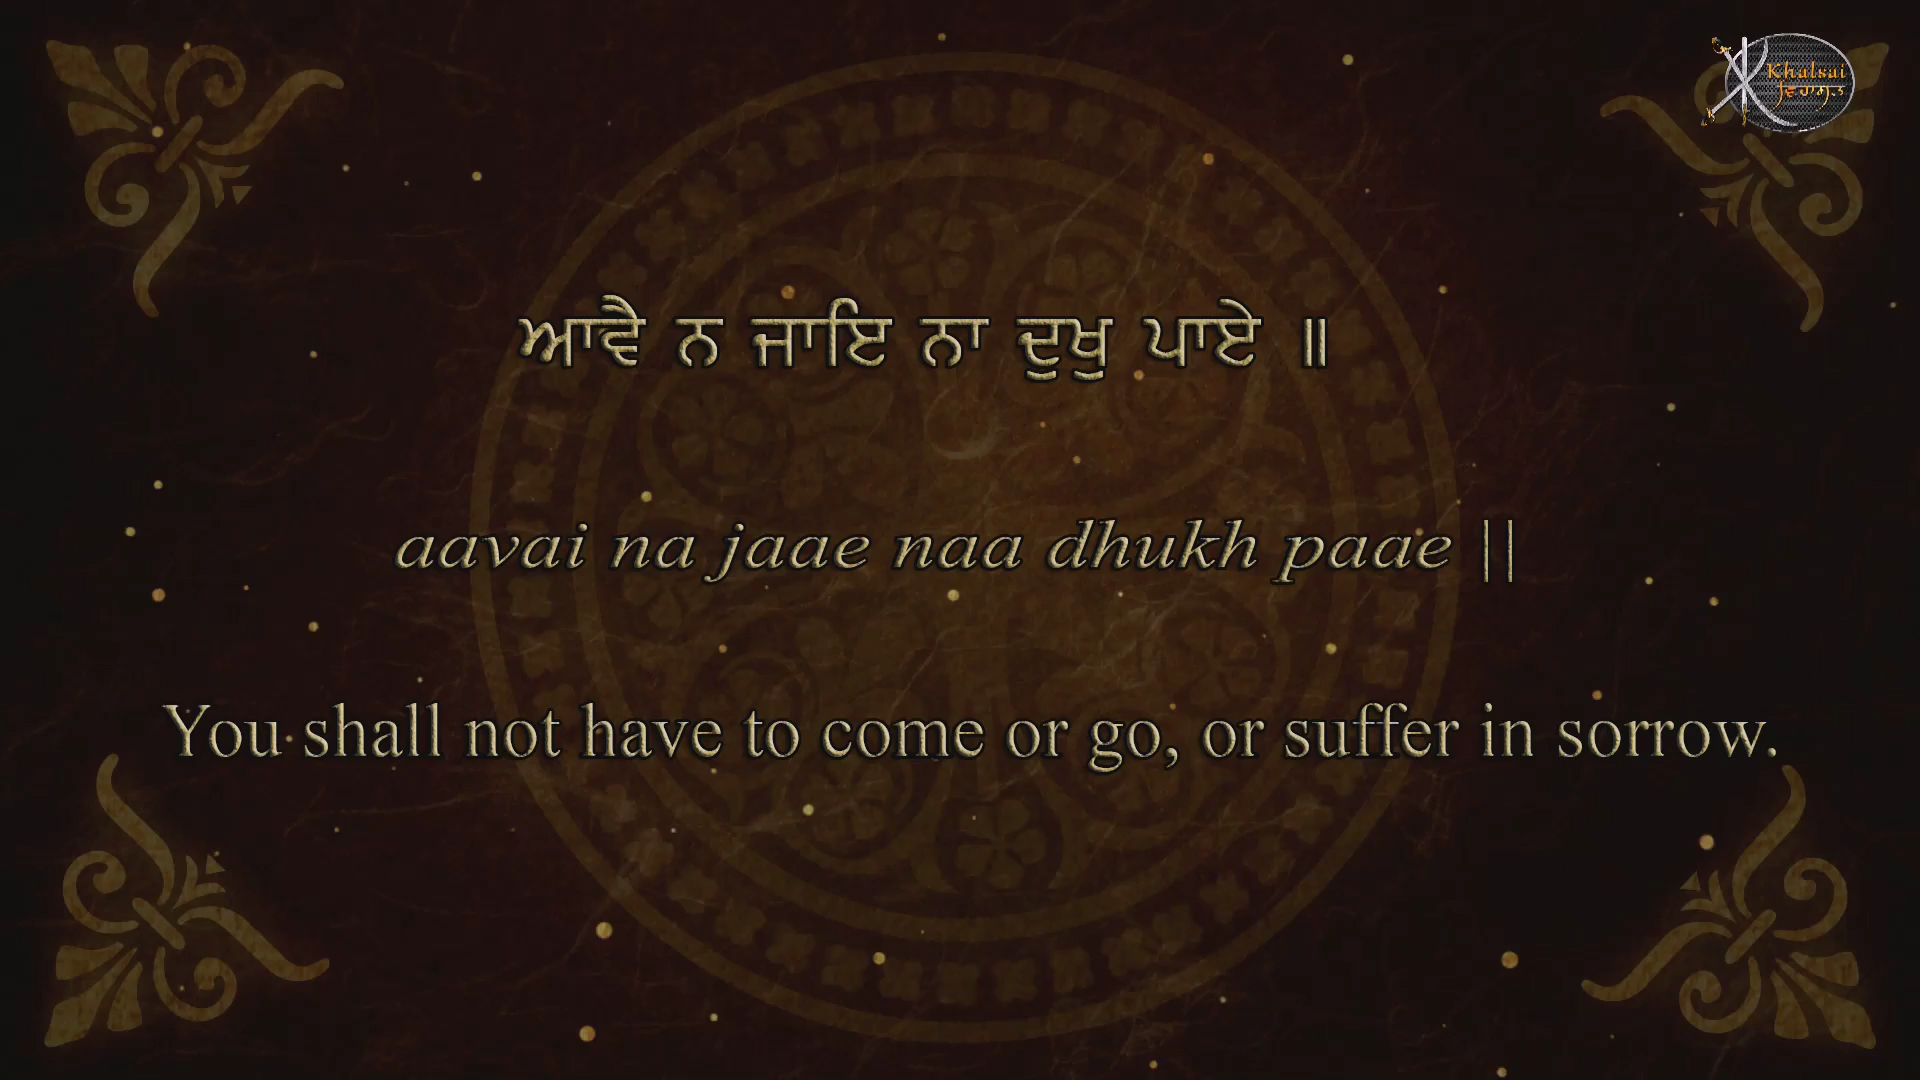 Khalsai
ਵਿਰਾਸਤ
ਆਵੈ ਨ ਜਾਇ ਨਾ ਦੁਖੁ ਪਾਏ ॥
aavai na jaae naa dhukh paae ||
You shall not have to come or go, or suffer in sorrow.